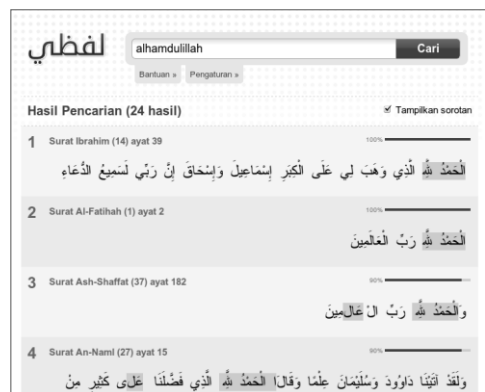 لفظي
alhamdulillah
Cari
Bantuan »
Pengaturan »
Hasil Pencarian (24 hasil)
Tampilkan sorotan
1 Surat Ibrahim (14) ayat 39 100%
الْحَمْدُ لِلَّهِ الَّذِي وَهَبَ لِي عَلَى الْكِبَرِ إِسْمَاعِيلَ وَإِسْحَاقَ إِنَّ رَبِّي لَسَمِيعُ الدُّعَاءِ
2 Surat Al-Fatihah (1) ayat 2 100%
الْحَمْدُ لِلَّهِ رَبِّ الْعَالَمِينَ
3 Surat Ash-Shaffat (37) ayat 182 90%
وَالْحَمْدُ لِلَّهِ رَبِّ الْ عَالَمِينَ
4 Surat An-Naml (27) ayat 15 90%
وَلَقَدْ آتَيْنَا دَاوُودَ وَسُلَيْمَانَ عِلْمًا وَقَالَا الْحَمْدُ لِلَّهِ الَّذِي فَضَّلَنَا عَلَى كَثِيرٍ مِنْ